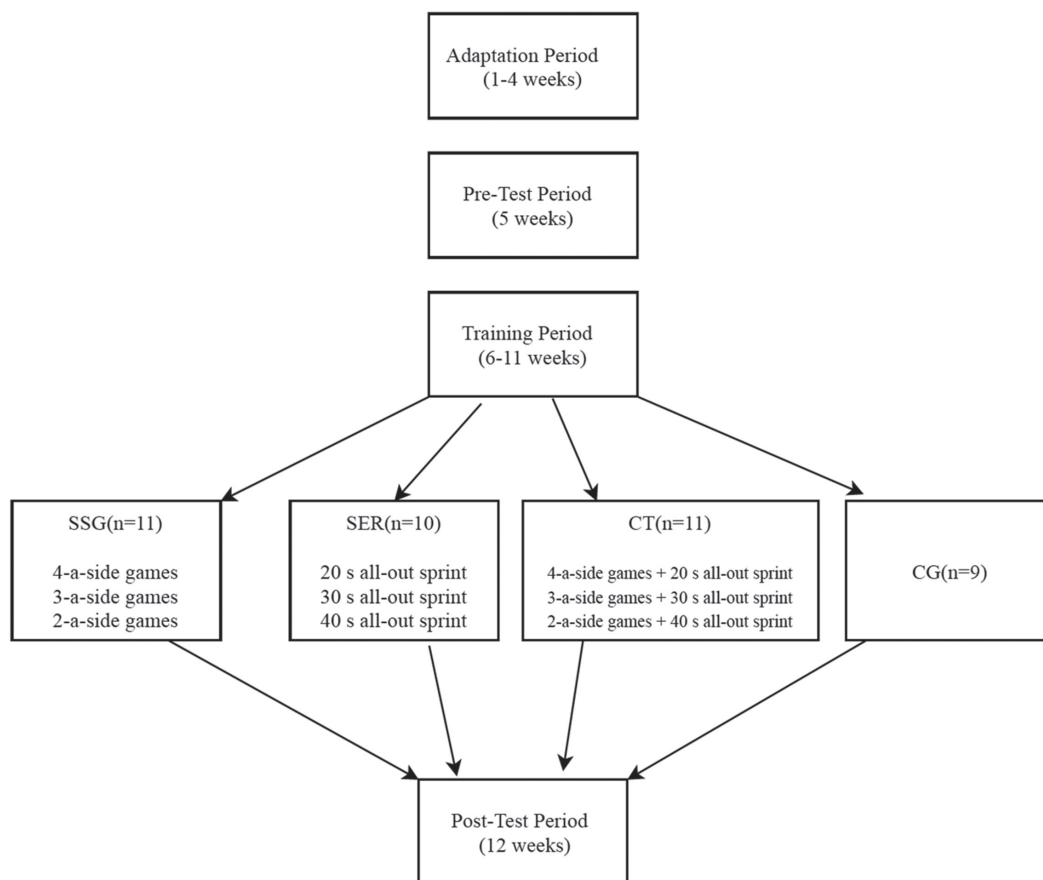 Adaptation Period
(1-4 weeks)
Pre-Test Period
(5 weeks)
Training Period
(6-11 weeks)
SSG(n=11)
4-a-side games
3-a-side games
2-a-side games
SER(n=10)
20 s all-out sprint
30 s all-out sprint
40 s all-out sprint
CT(n=11)
4-a-side games + 20 s all-out sprint
3-a-side games + 30 s all-out sprint
2-a-side games + 40 s all-out sprint
CG(n=9)
Post-Test Period
(12 weeks)